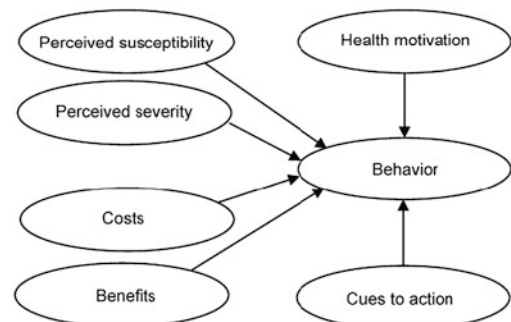 Perceived susceptibility
Health motivation
Perceived severity
Behavior
Costs
Benefits
Cues to action